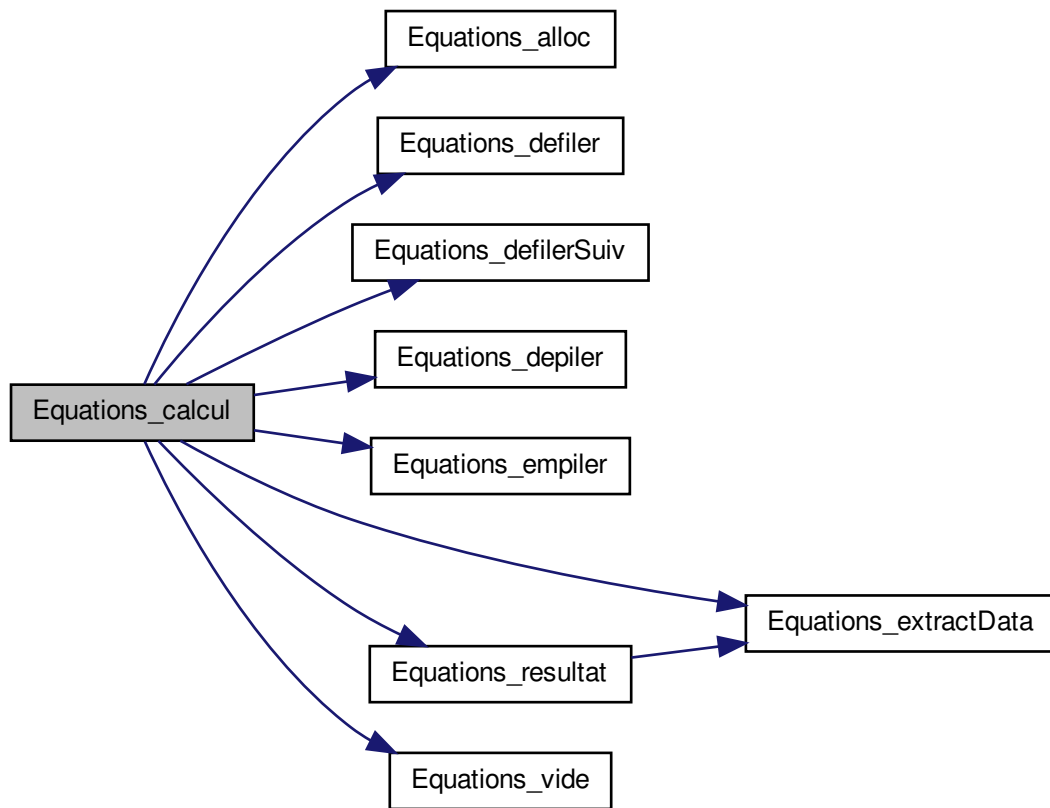 Equations_alloc
Equations_defiler
Equations_defilerSuiv
Equations_depiler
Equations_calcul
Equations_empiler
Equations_extractData
Equations_resultat
Equations_vide